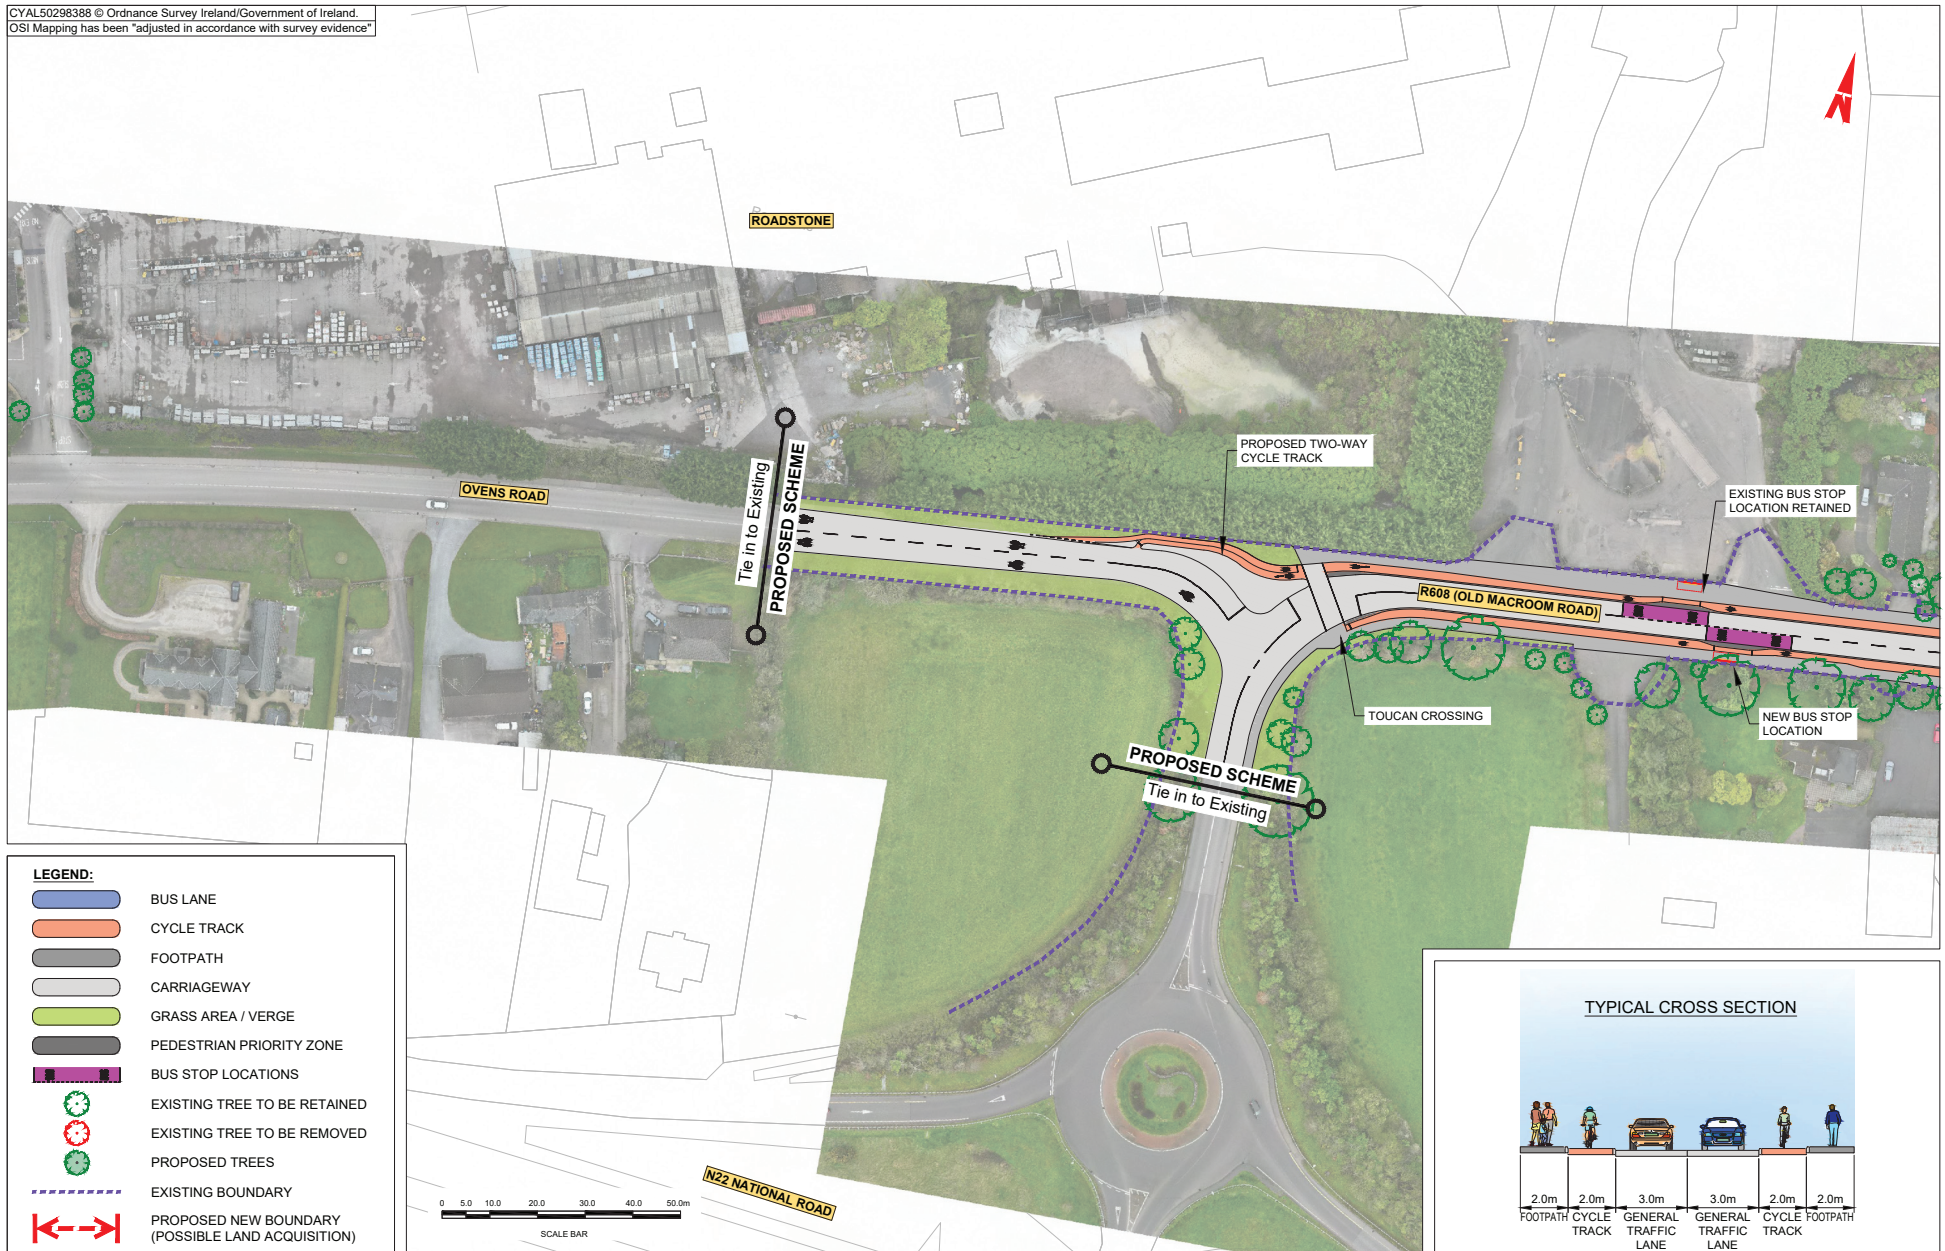 CYAL50298388 © Ordnance Survey Ireland/Government of Ireland.
OSI Mapping has been "adjusted in accordance with survey evidence"
N
ROADSTONE
OVENS ROAD
Tie in to Existing
PROPOSED SCHEME
PROPOSED TWO-WAY
CYCLE TRACK
EXISTING BUS STOP
LOCATION RETAINED
R608 (OLD MACROOM ROAD)
TOUCAN CROSSING
NEW BUS STOP
LOCATION
PROPOSED SCHEME
Tie in to Existing
N22 NATIONAL ROAD
LEGEND:
BUS LANE
CYCLE TRACK
FOOTPATH
CARRIAGEWAY
GRASS AREA / VERGE
PEDESTRIAN PRIORITY ZONE
BUS STOP LOCATIONS
EXISTING TREE TO BE RETAINED
EXISTING TREE TO BE REMOVED
PROPOSED TREES
EXISTING BOUNDARY
PROPOSED NEW BOUNDARY
(POSSIBLE LAND ACQUISITION)
0 5.0 10.0 20.0 30.0 40.0 50.0m
SCALE BAR
TYPICAL CROSS SECTION
2.0m 2.0m 3.0m 3.0m 2.0m 2.0m
FOOTPATH CYCLE GENERAL GENERAL CYCLE FOOTPATH
TRACK TRAFFIC TRAFFIC TRACK
LANE LANE